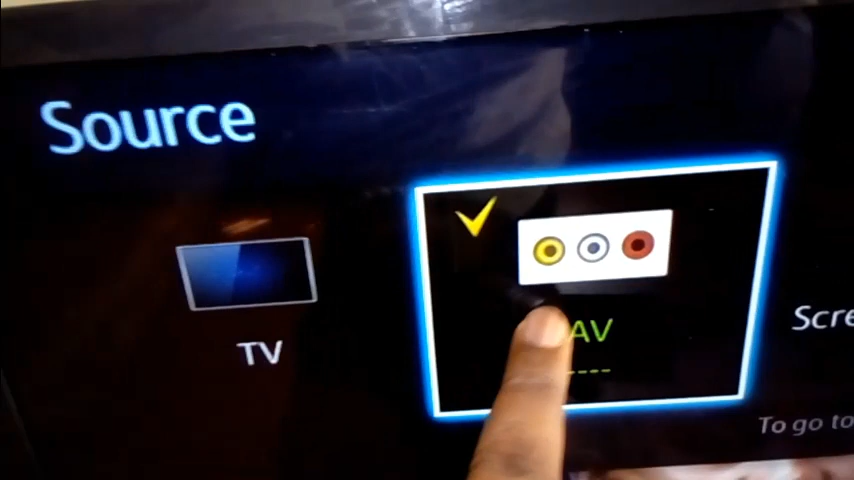 Source
TV
AV
----
Scre
To go to